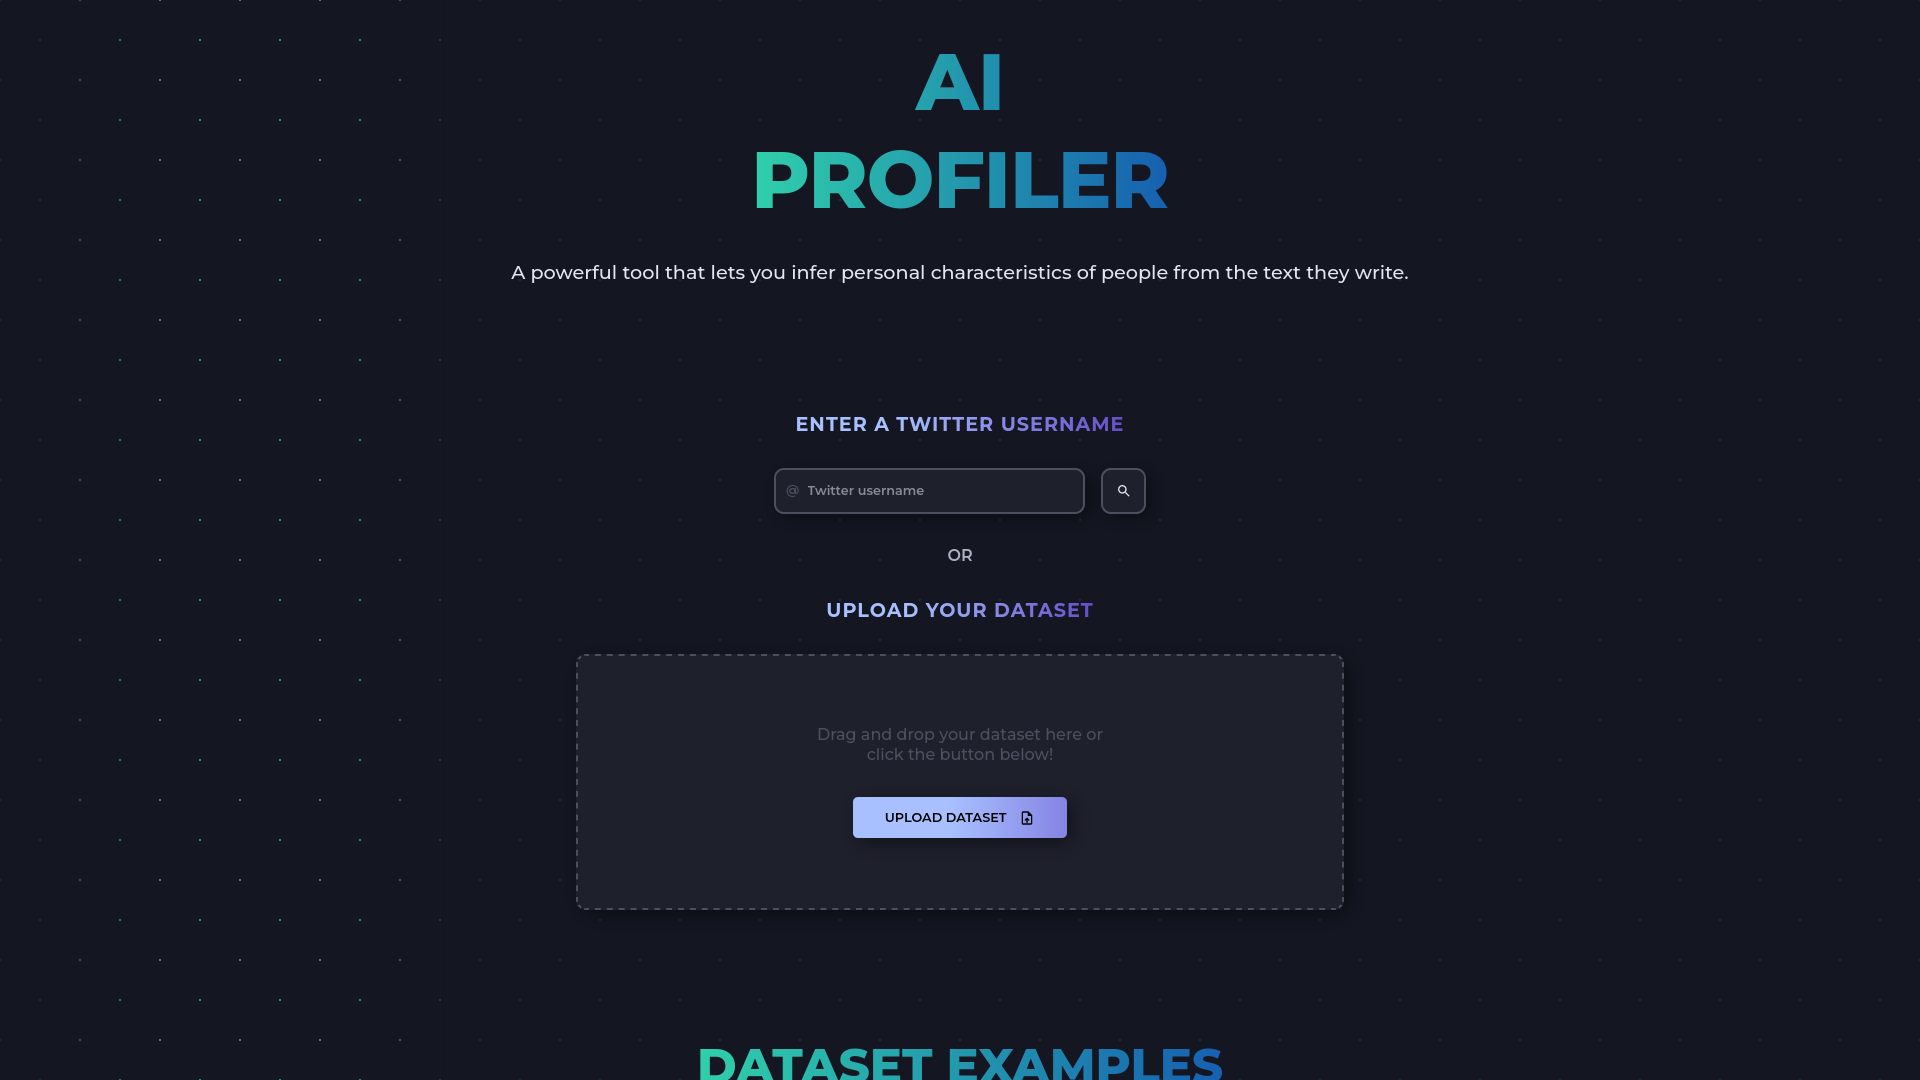 AI
PROFILER
A powerful tool that lets you infer personal characteristics of people from the text they write.
ENTER A TWITTER USERNAME
@ Twitter username
OR
UPLOAD YOUR DATASET
Drag and drop your dataset here or
click the button below!
UPLOAD DATASET
DATASET EXAMPLES